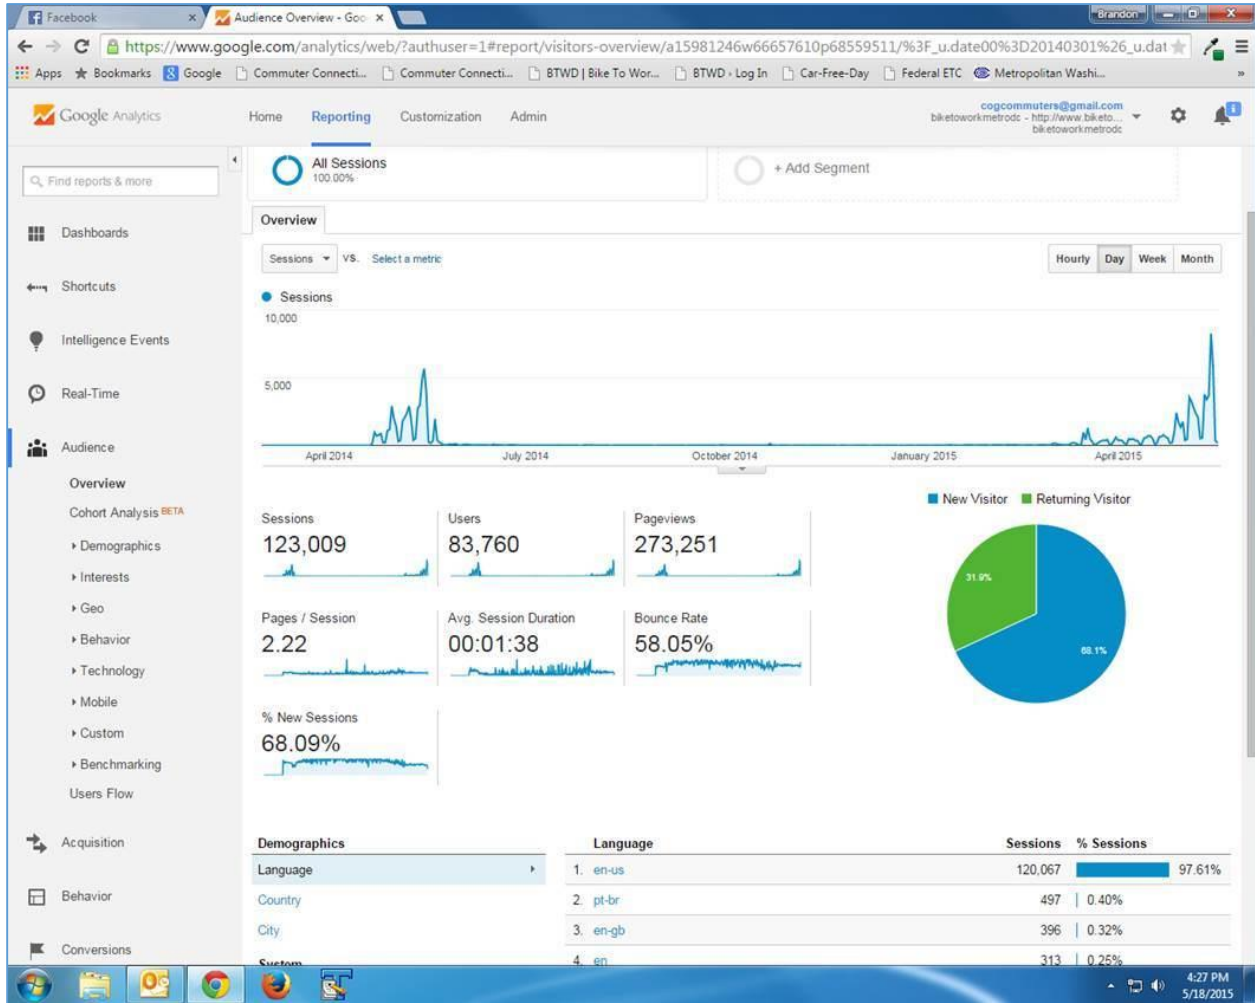 Facebook
Audience Overview - Goo
Brandon
https://www.google.com/analytics/web/?authuser=1#report/visitors-overview/a15981246w66657610p68559511/%3F_u.date00%3D20140301%26_u.dat
Apps Bookmarks Google Commuter Connecti... Commuter Connecti... BTWD | Bike To Wor... BTWD › Log In Car-Free-Day Federal ETC Metropolitan Washi... »
Google Analytics
Home Reporting Customization Admin
cogcommuters@gmail.com
biketoworkmetrodc - http://www.biketo...
biketoworkmetrodc
Find reports & more
Dashboards
Shortcuts
Intelligence Events
Real-Time
Audience
Overview
Cohort Analysis BETA
Demographics
Interests
Geo
Behavior
Technology
Mobile
Custom
Benchmarking
Users Flow
Acquisition
Behavior
Conversions
All Sessions
100.00%
+ Add Segment
Overview
Sessions VS. Select a metric
Hourly Day Week Month
Sessions
10,000
5,000
April 2014 July 2014 October 2014 January 2015 April 2015
New Visitor Returning Visitor
31.9%
68.1%
Sessions
123,009
Users
83,760
Pageviews
273,251
Pages / Session
2.22
Avg. Session Duration
00:01:38
Bounce Rate
58.05%
% New Sessions
68.09%
Demographics
Language
Country
City
System
Language Sessions % Sessions
1. en-us 120,067 97.61%
2. pt-br 497 0.40%
3. en-gb 396 0.32%
4. en 313 0.25%
4:27 PM
5/18/2015